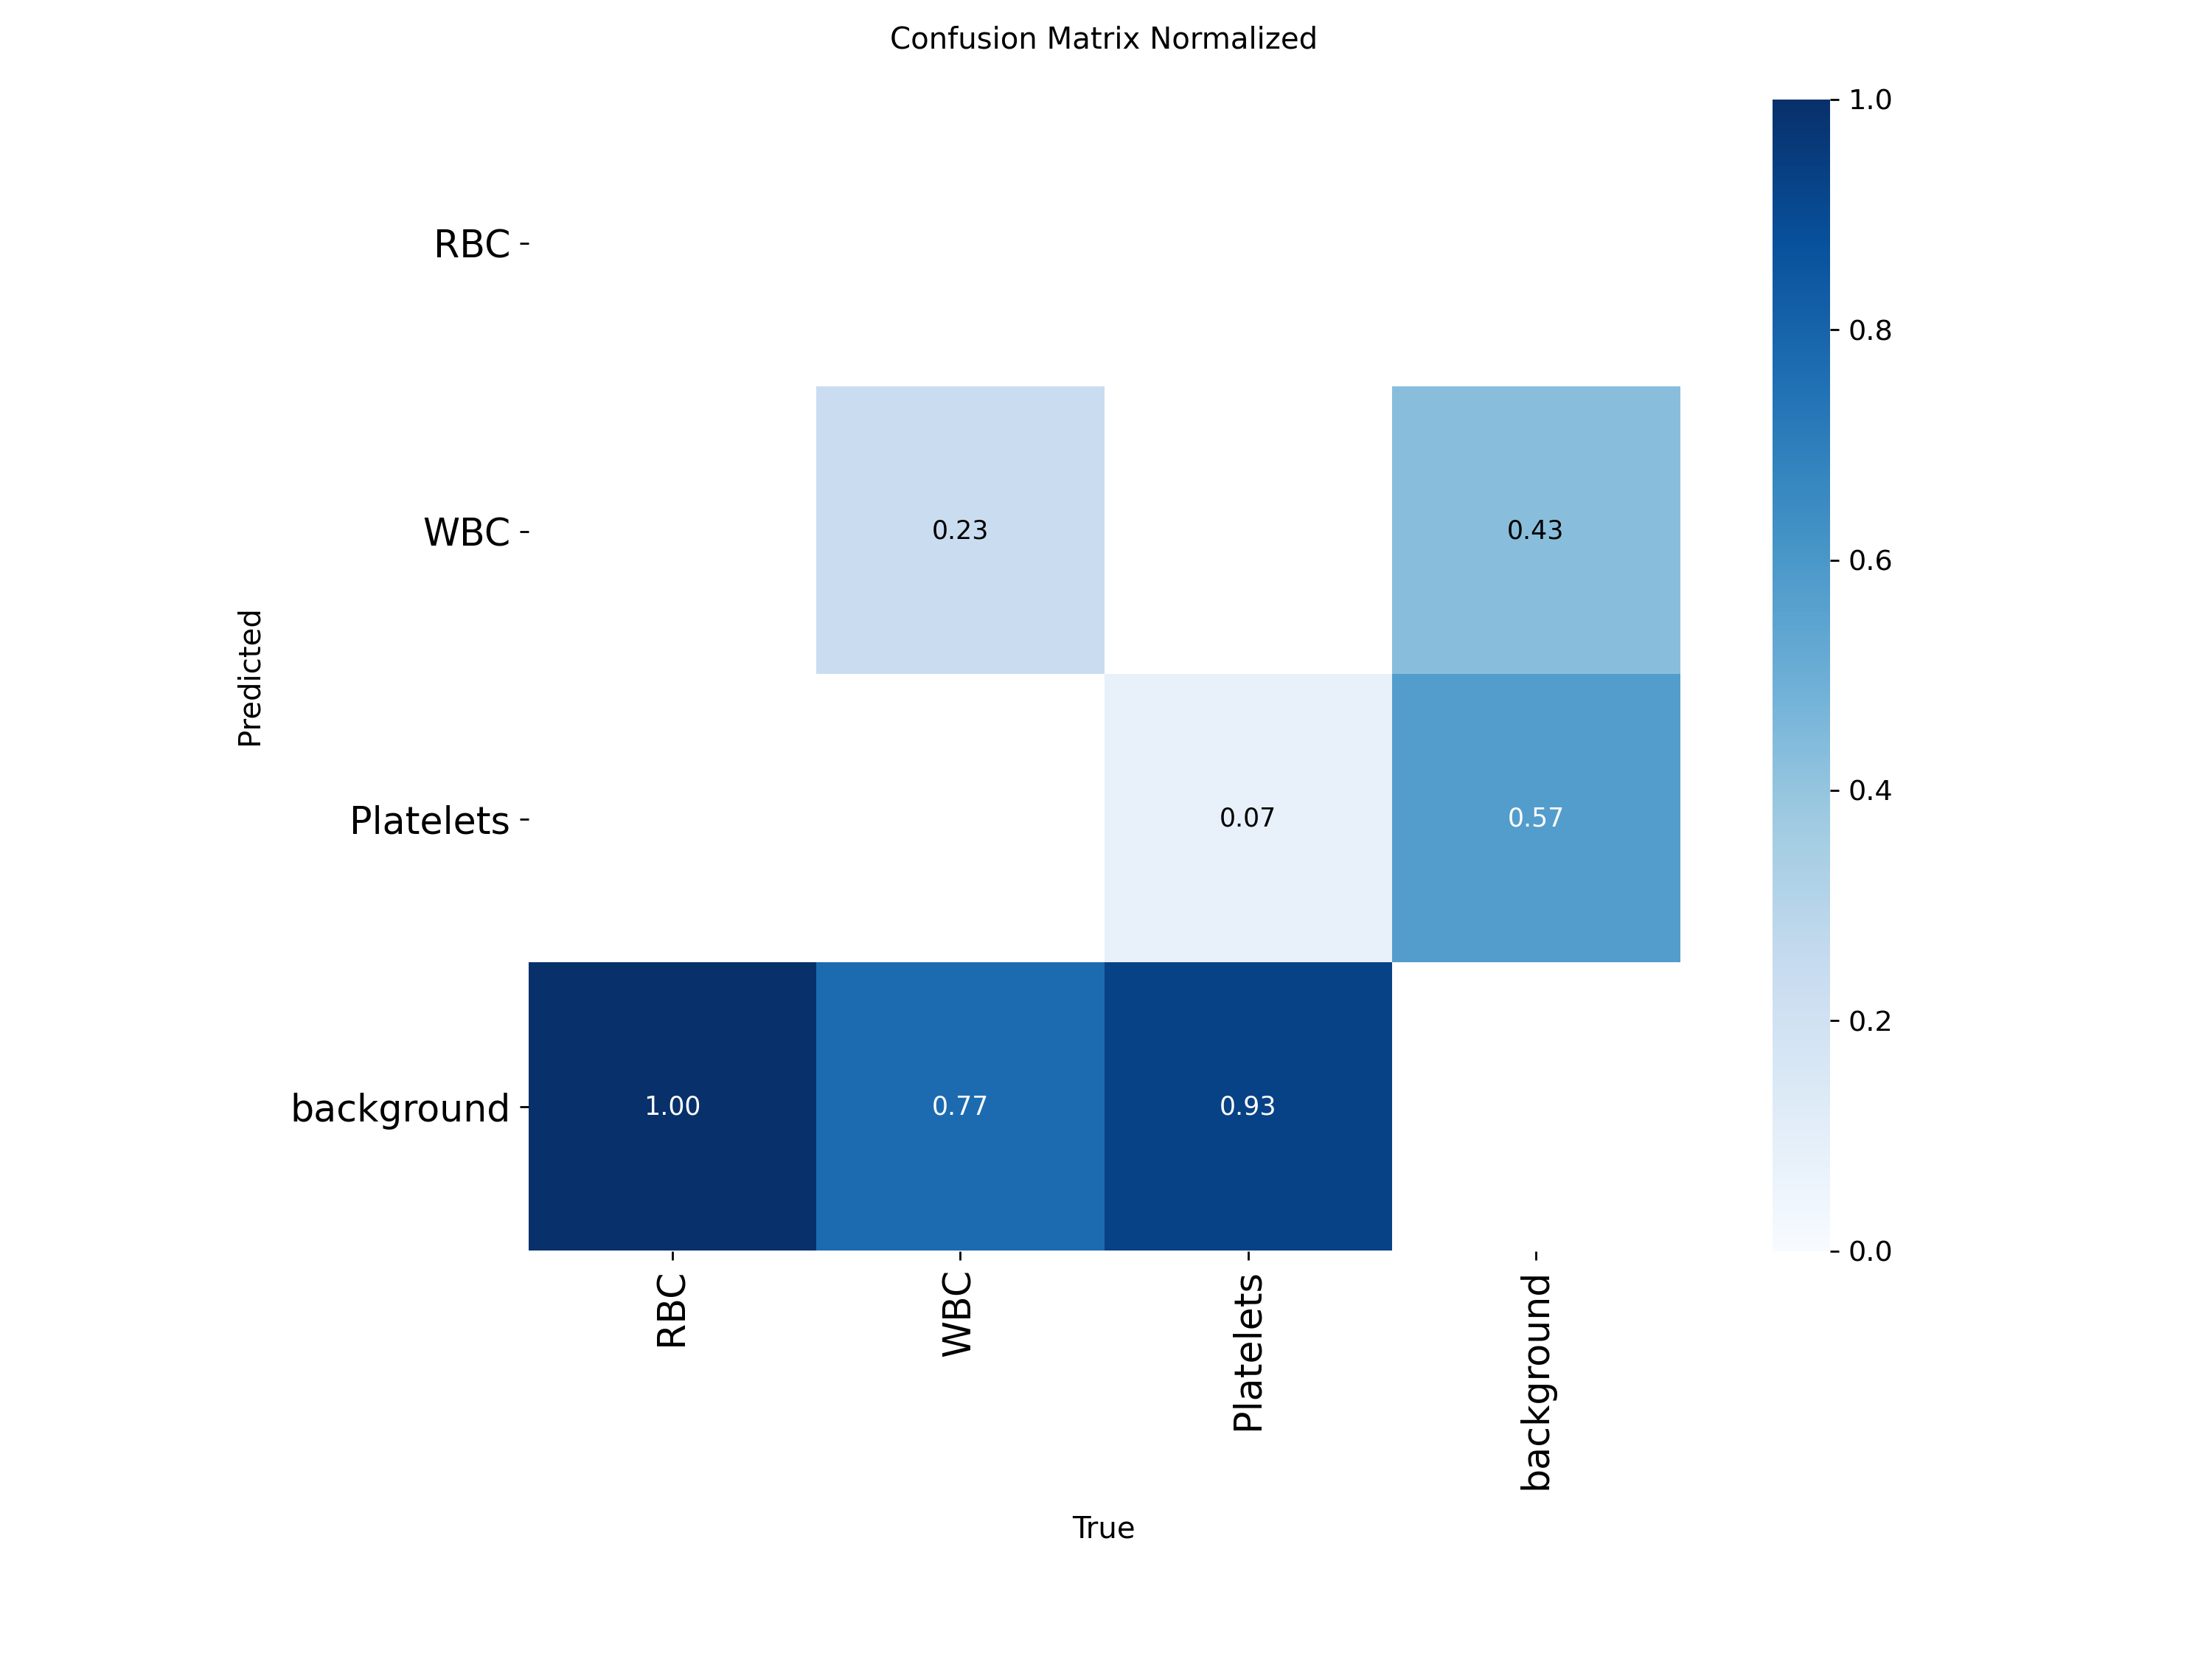 Confusion Matrix Normalized
RBC
WBC
Platelets
background
Predicted
0.23
0.43
0.07
0.57
1.00
0.77
0.93
RBC
WBC
Platelets
background
True
1.0
0.8
0.6
0.4
0.2
0.0